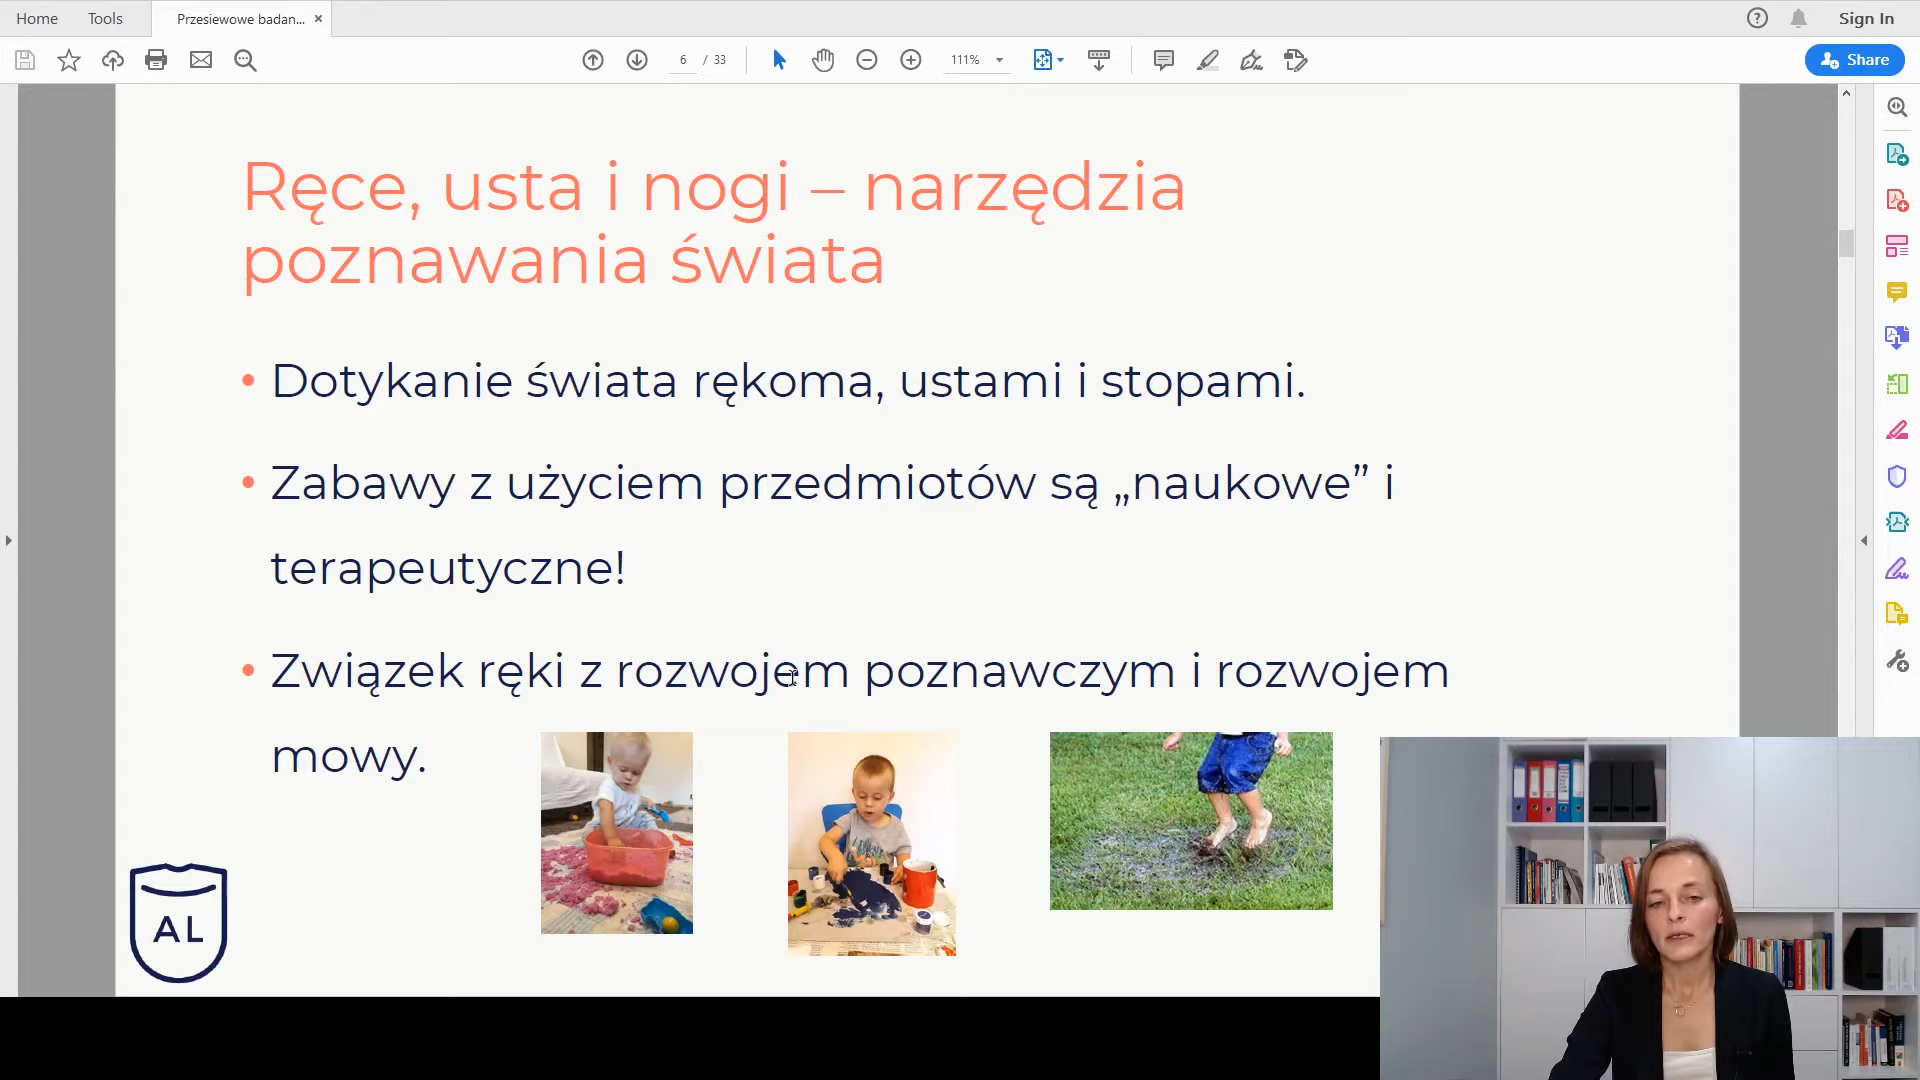 Home Tools Przesiewowe badan... Sign In
6 / 33 111% Share
Ręce, usta i nogi – narzędzia
poznawania świata
• Dotykanie świata rękoma, ustami i stopami.
• Zabawy z użyciem przedmiotów są „naukowe” i
terapeutyczne!
• Związek ręki z rozwojem poznawczym i rozwojem
mowy.
AL